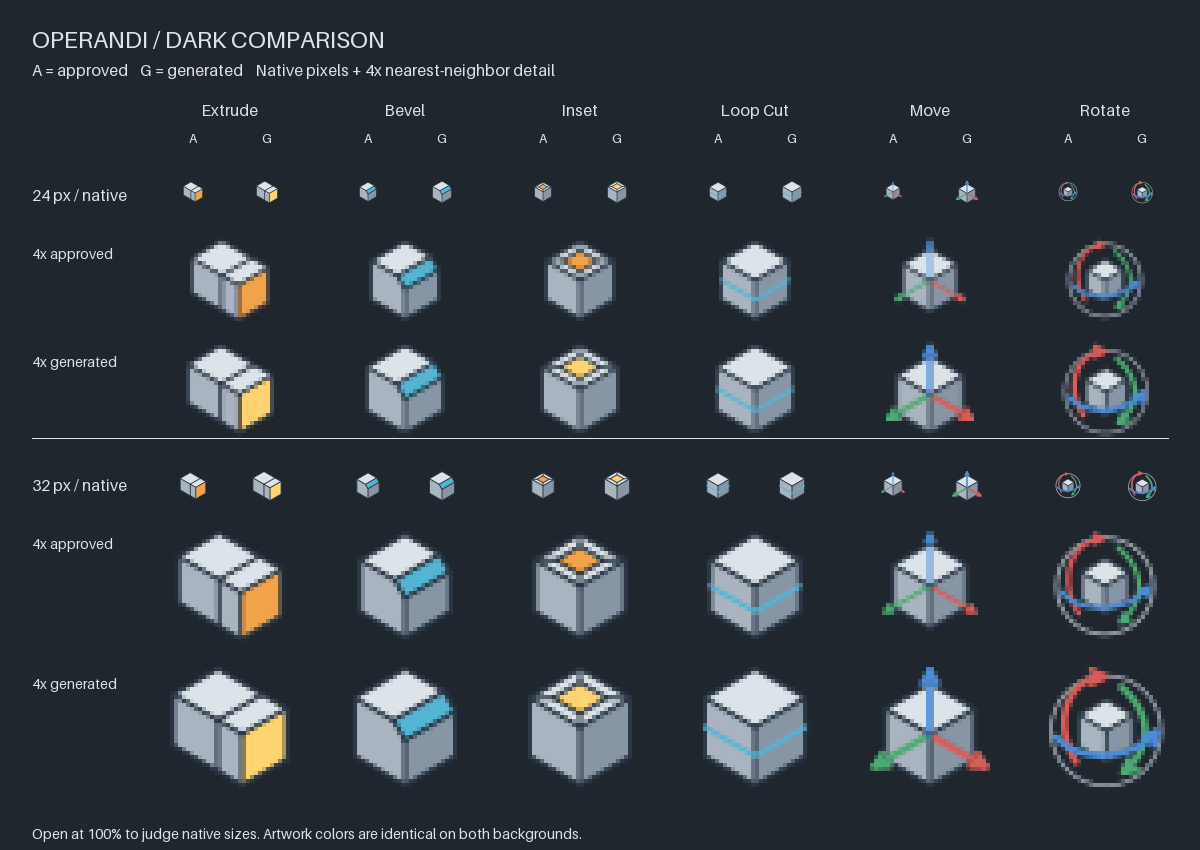 OPERANDI / DARK COMPARISON
A = approved G = generated Native pixels + 4x nearest-neighbor detail
Extrude Bevel Inset Loop Cut Move Rotate
A G A G A G A G A G A G
24 px / native
4x approved
4x generated
32 px / native
4x approved
4x generated
Open at 100% to judge native sizes. Artwork colors are identical on both backgrounds.